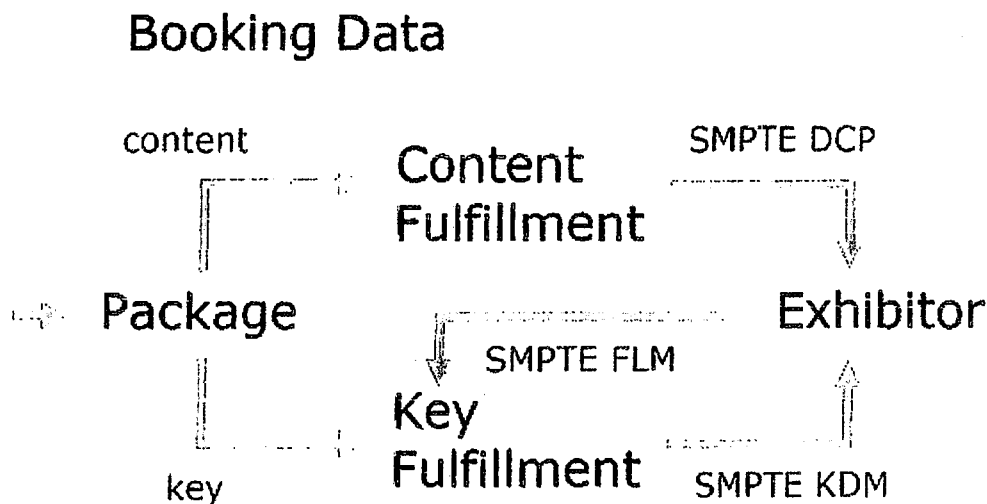 Booking Data
content
SMPTE DCP
Content
Fulfillment
Package
Exhibitor
SMPTE FLM
Key
Fulfillment
key
SMPTE KDM